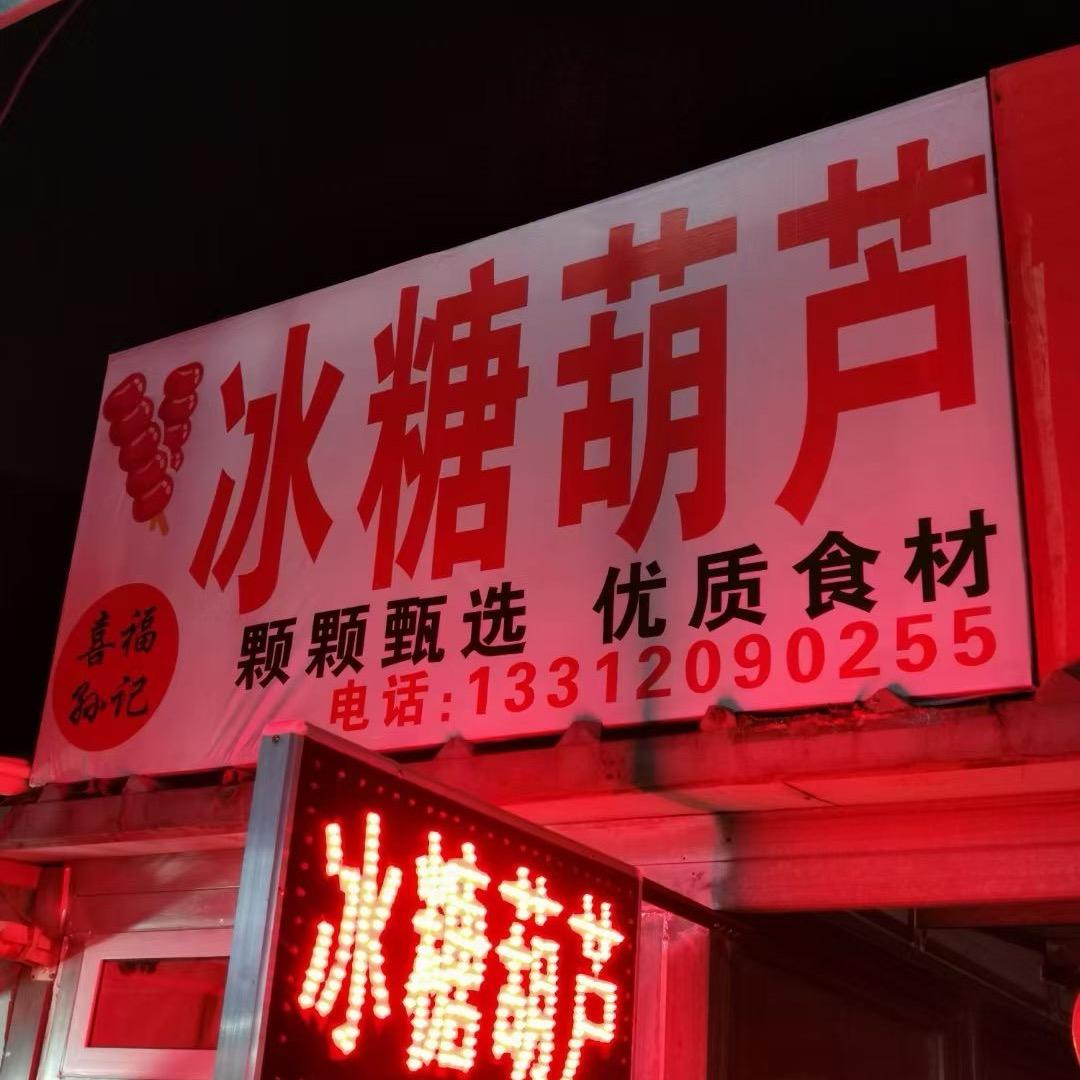 冰糖葫芦
喜福
孙记
颗颗甄选 优质食材
电话:13312090255
冰糖葫芦